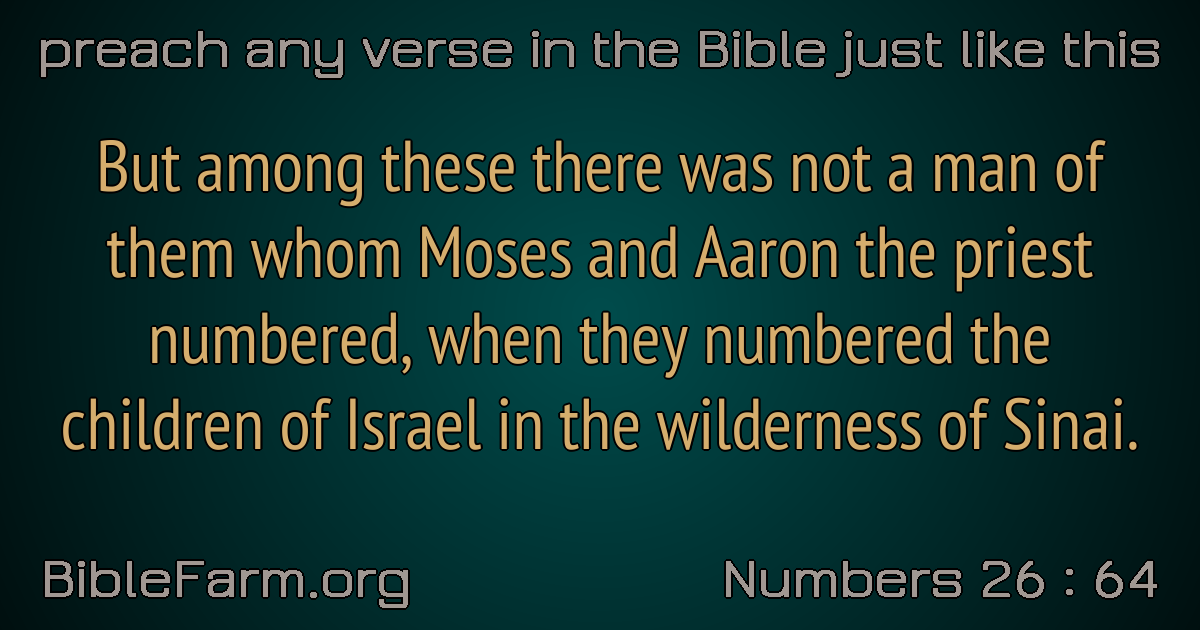 preach any verse in the Bible just like this
But among these there was not a man of
them whom Moses and Aaron the priest
numbered, when they numbered the
children of Israel in the wilderness of Sinai.
BibleFarm.org
Numbers 26 : 64